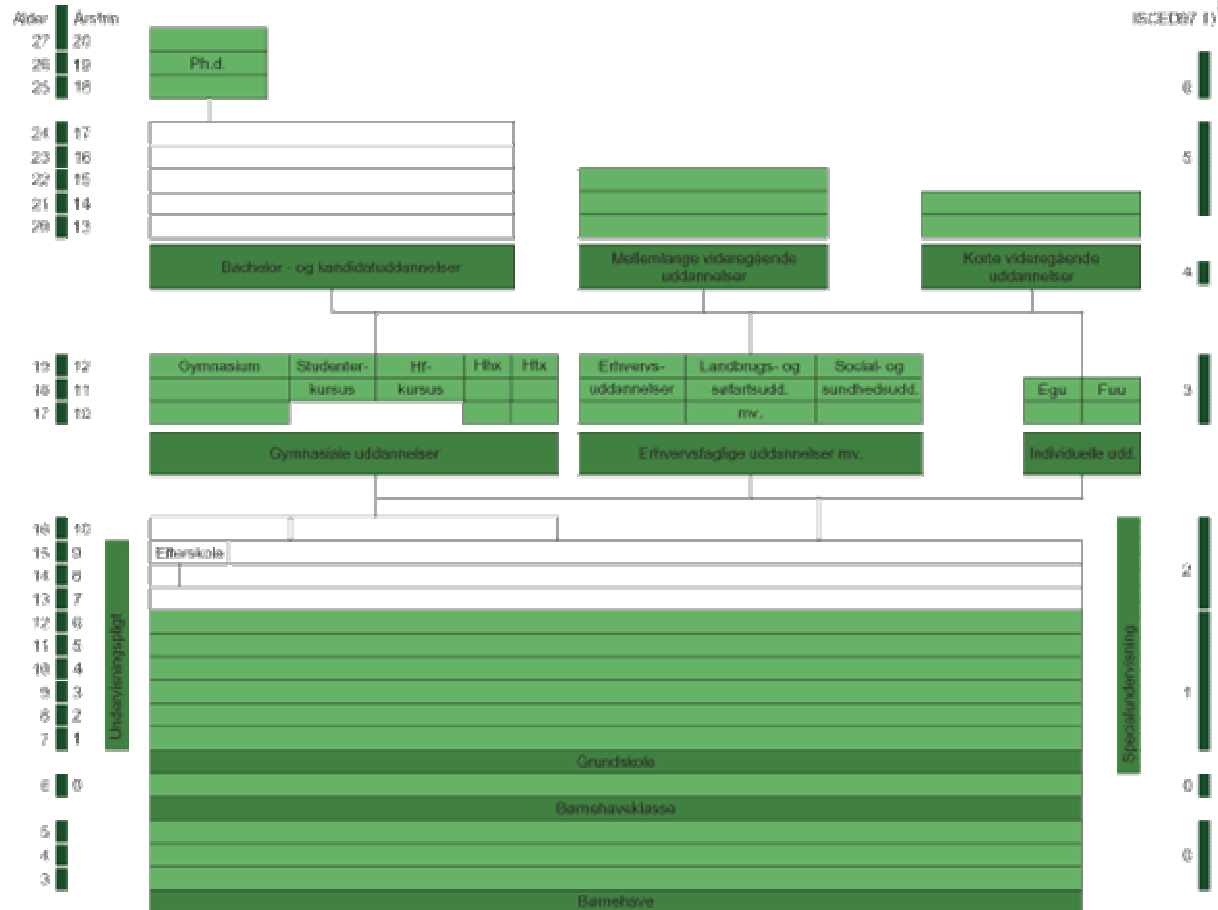 Alder Årstrin ISCED97 1)
27 20
26 19 Ph.d.
25 18 6
24 17
23 16 5
22 15
21 14
20 13
Bachelor - og kandidatuddannelser
Mellemlange videregående
uddannelser
Korte videregående
uddannelser
4
19 12 Gymnasium Studenter- Hf- Hhx Htx Erhvervs- Landbrugs- og Social- og
18 11 kursus kursus uddannelser søfartsudd. sundhedsudd. Egu Fuu 3
17 10 mv.
Gymnasiale uddannelser Erhvervsfaglige uddannelser mv. Individuelle udd.
16 10
15 9 Efterskole
14 8 2
13 7
12 6
11 5
10 4
9 3 1
8 2
7 1
Undervisningspligt
Specialundervisning
Grundskole
6 0 0
Børnehaveklasse
5
4 0
3
Børnehave